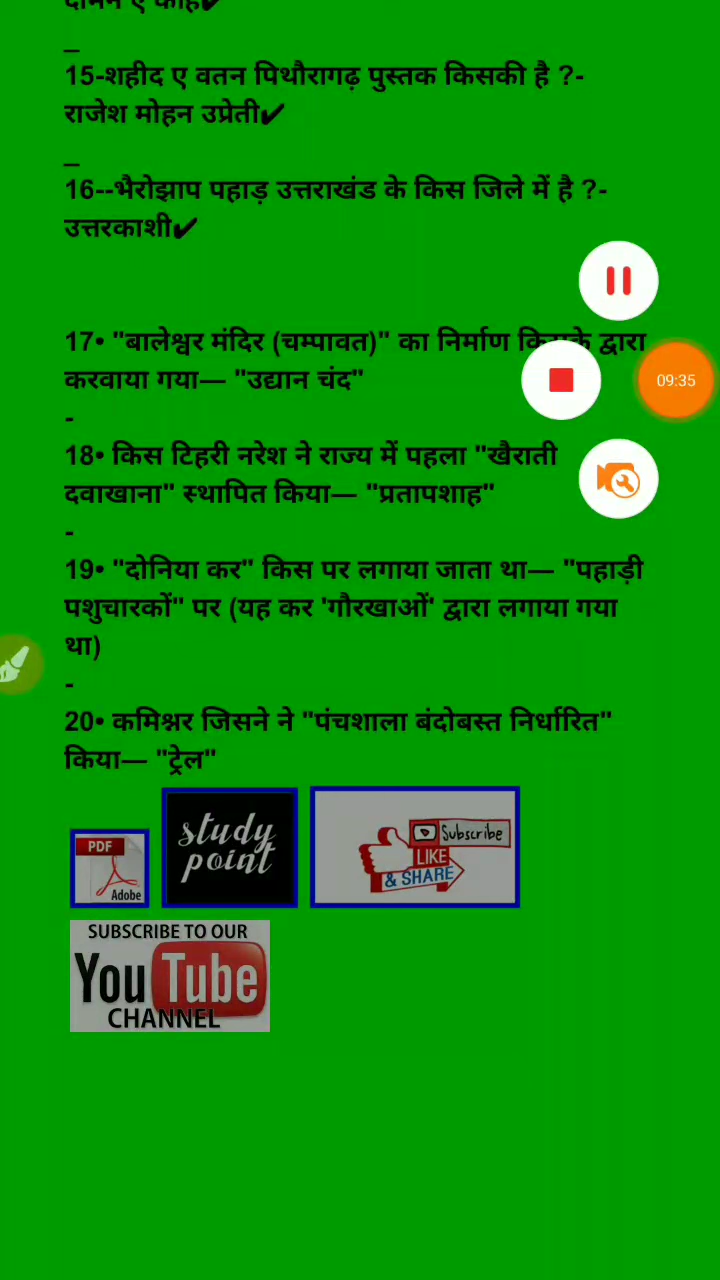 15-शहीद ए वतन पिथौरागढ़ पुस्तक किसकी है ?-
राजेश मोहन उप्रेती✔
_
16--भैरोझाप पहाड़ उत्तराखंड के किस जिले में है ?-
उत्तरकाशी✔
17• "बालेश्वर मंदिर (चम्पावत)" का निर्माण किसके द्वारा
करवाया गया— "उद्यान चंद"
-
18• किस टिहरी नरेश ने राज्य में पहला "खैराती
दवाखाना" स्थापित किया— "प्रतापशाह"
-
19• "दोनिया कर" किस पर लगाया जाता था— "पहाड़ी
पशुचारकों" पर (यह कर 'गौरखाओं' द्वारा लगाया गया
था)
-
20• कमिश्नर जिसने ने "पंचशाला बंदोबस्त निर्धारित"
किया— "ट्रेल"
09:35
PDF
Adobe
study
point
Subscribe
LIKE
& SHARE
SUBSCRIBE TO OUR
YouTube
CHANNEL